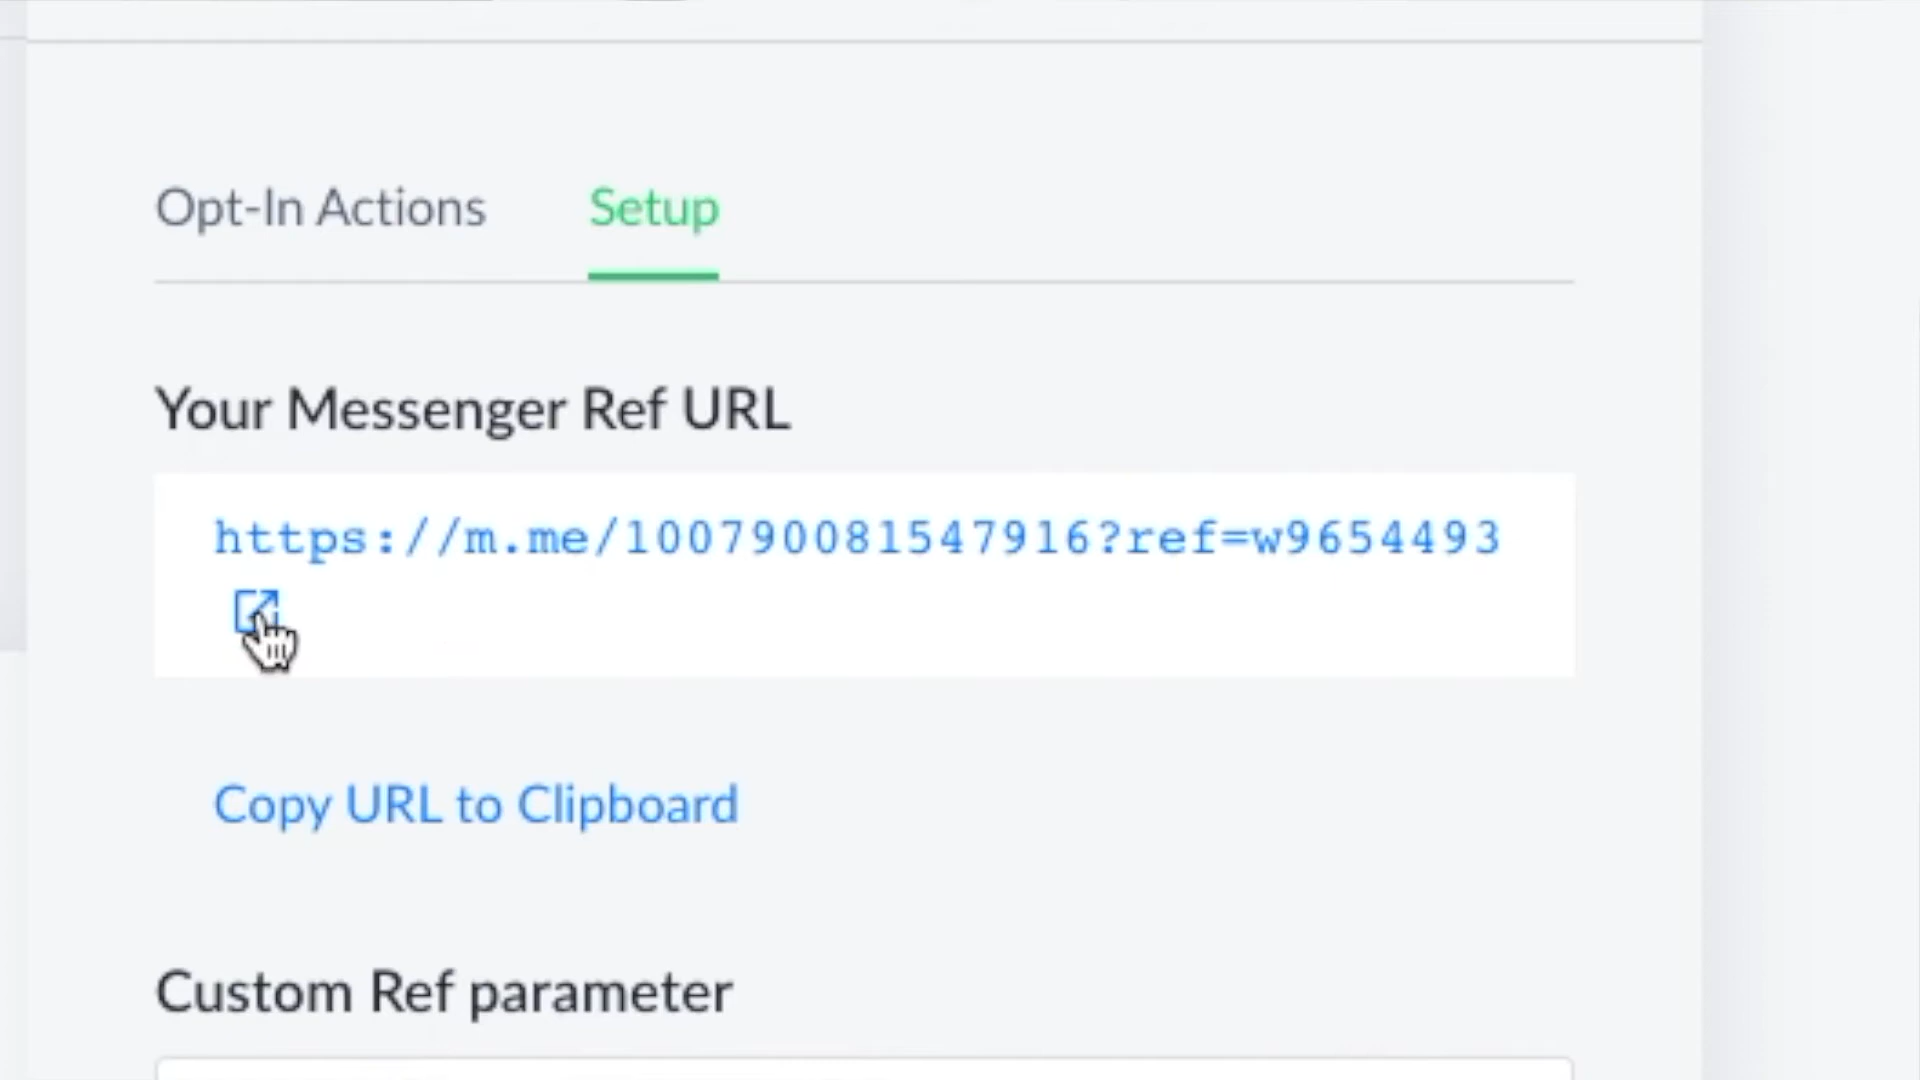 Opt-In Actions Setup
Your Messenger Ref URL
https://m.me/100790081547916?ref=w9654493
Copy URL to Clipboard
Custom Ref parameter